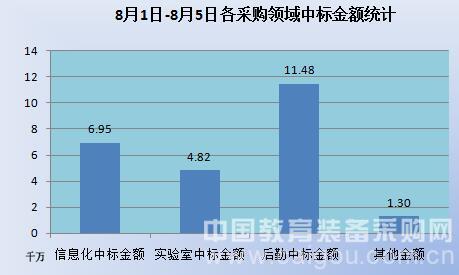 8月1日-8月5日各采购领域中标金额统计
14
12
10
8
6
4
2
0
6.95
4.82
11.48
1.30
千万
信息化中标金额
实验室中标金额
后勤中标金额
其他金额
中国教育装备采购网